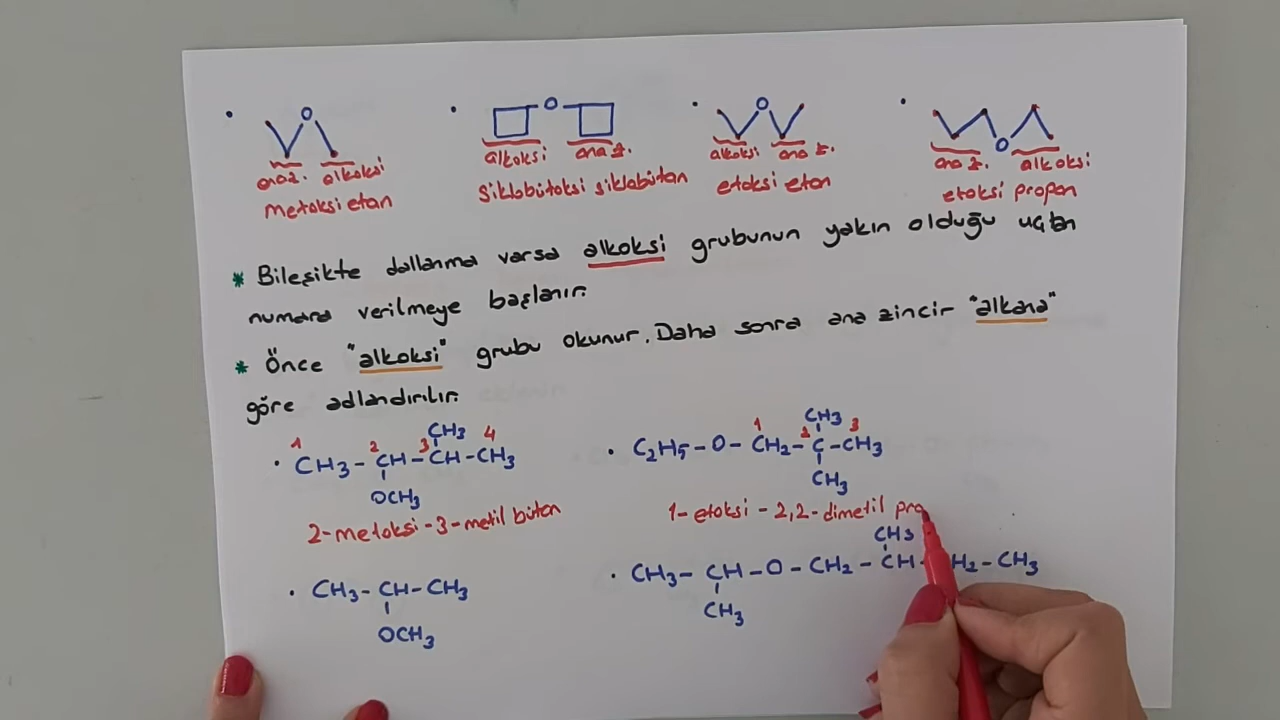 O O O O
alkoksi ana z. alkoksi ana z.
ana z. alkoksi ana z. alkoksi
Metoksi etan siklobütoksi siklobütan etoksi etan etoksi propan
* Bileşikte dallanma varsa alkoksi grubunun yakın olduğu uçtan
numara verilmeye başlanır.
* Önce "alkoksi" grubu okunur. Daha sonra ana zincir "alkana"
göre adlandırılır.
1 2 3 CH3 4
CH3 - CH - CH - CH3
OCH3
2-metoksi-3-metil bütan
CH3
1 2 3
C2H5 - O - CH2 - C - CH3
CH3
1- etoksi - 2,2- dimetil pro
CH3 - CH - CH3
OCH3
CH3
CH3 - CH - O - CH2 - CH H2 - CH3
CH3